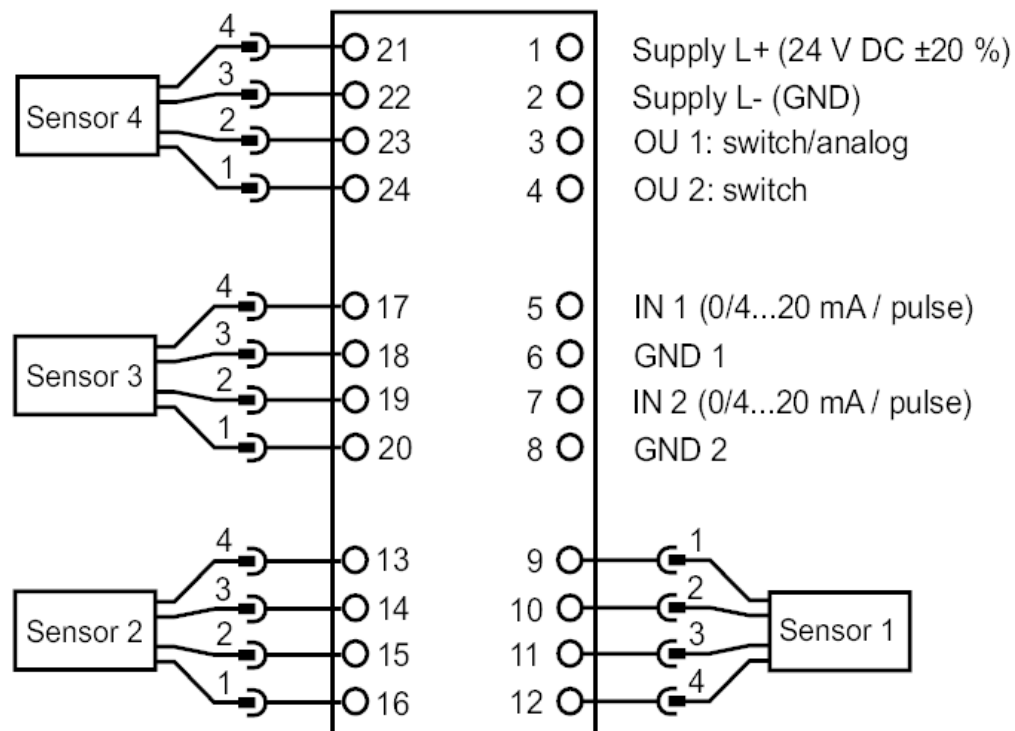 4 21 1 Supply L+ (24 V DC ±20 %)
3 22 2 Supply L- (GND)
Sensor 4
2 23 3 OU 1: switch/analog
1 24 4 OU 2: switch
4 17 5 IN 1 (0/4...20 mA / pulse)
3 18 6 GND 1
Sensor 3
2 19 7 IN 2 (0/4...20 mA / pulse)
1 20 8 GND 2
4 13 9 1
3 14 10 2
Sensor 2 Sensor 1
2 15 11 3
1 16 12 4